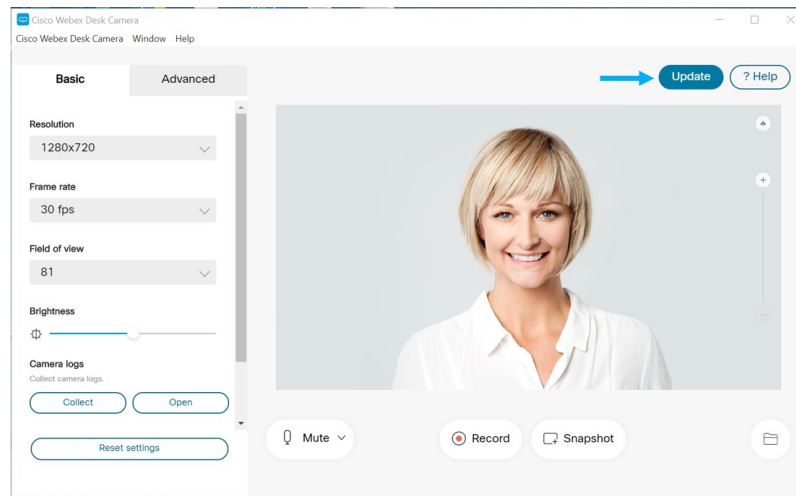 Cisco Webex Desk Camera
Cisco Webex Desk Camera Window Help
Basic Advanced
Update ? Help
Resolution
1280x720
Frame rate
30 fps
Field of view
81
Brightness
Camera logs
Collect camera logs.
Collect Open
Reset settings
Mute Record Snapshot